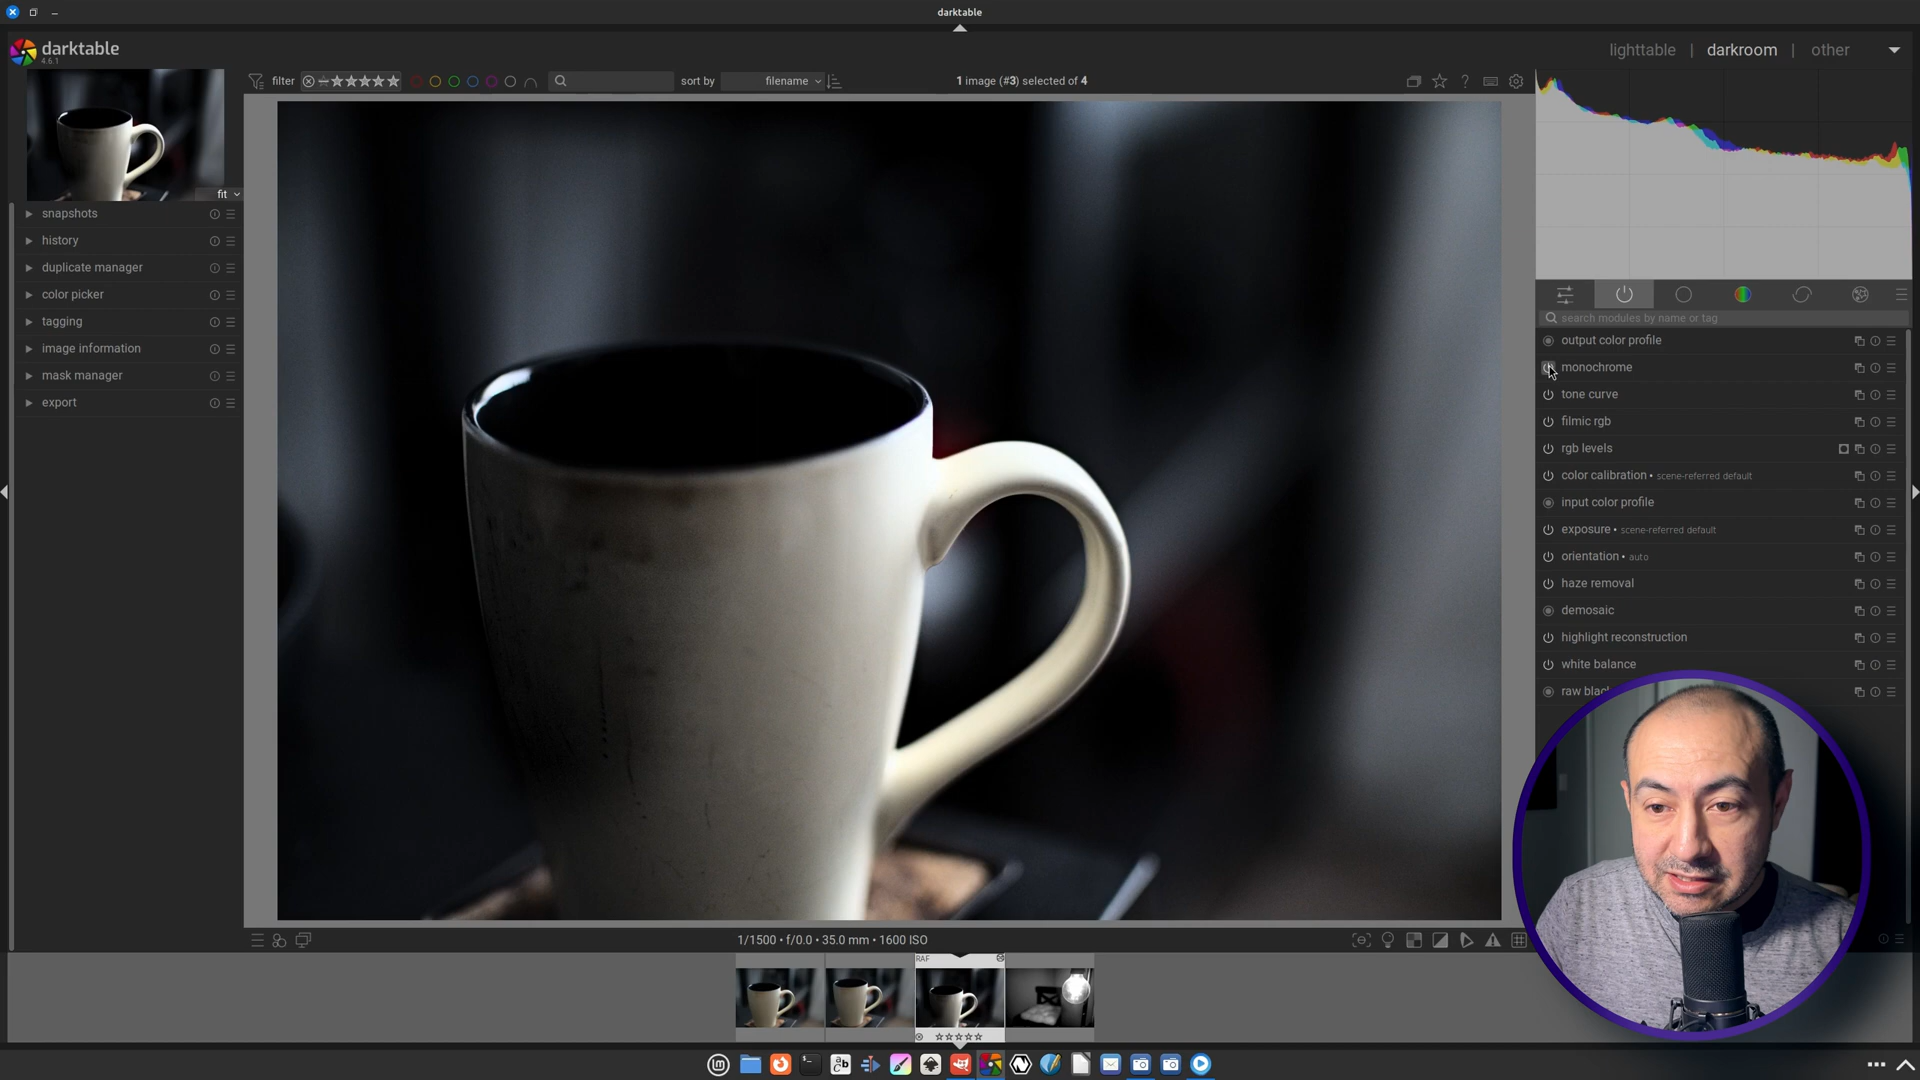 darktable
darktable
4.6.1
lighttable | darkroom | other
filter
sort by
filename
1 image (#3) selected of 4
fit
snapshots
history
duplicate manager
color picker
tagging
image information
mask manager
export
search modules by name or tag
output color profile
monochrome
tone curve
filmic rgb
rgb levels
color calibration • scene-referred default
input color profile
exposure • scene-referred default
orientation • auto
haze removal
demosaic
highlight reconstruction
white balance
raw
1/1500 • f/0.0 • 35.0 mm • 1600 ISO
RAF